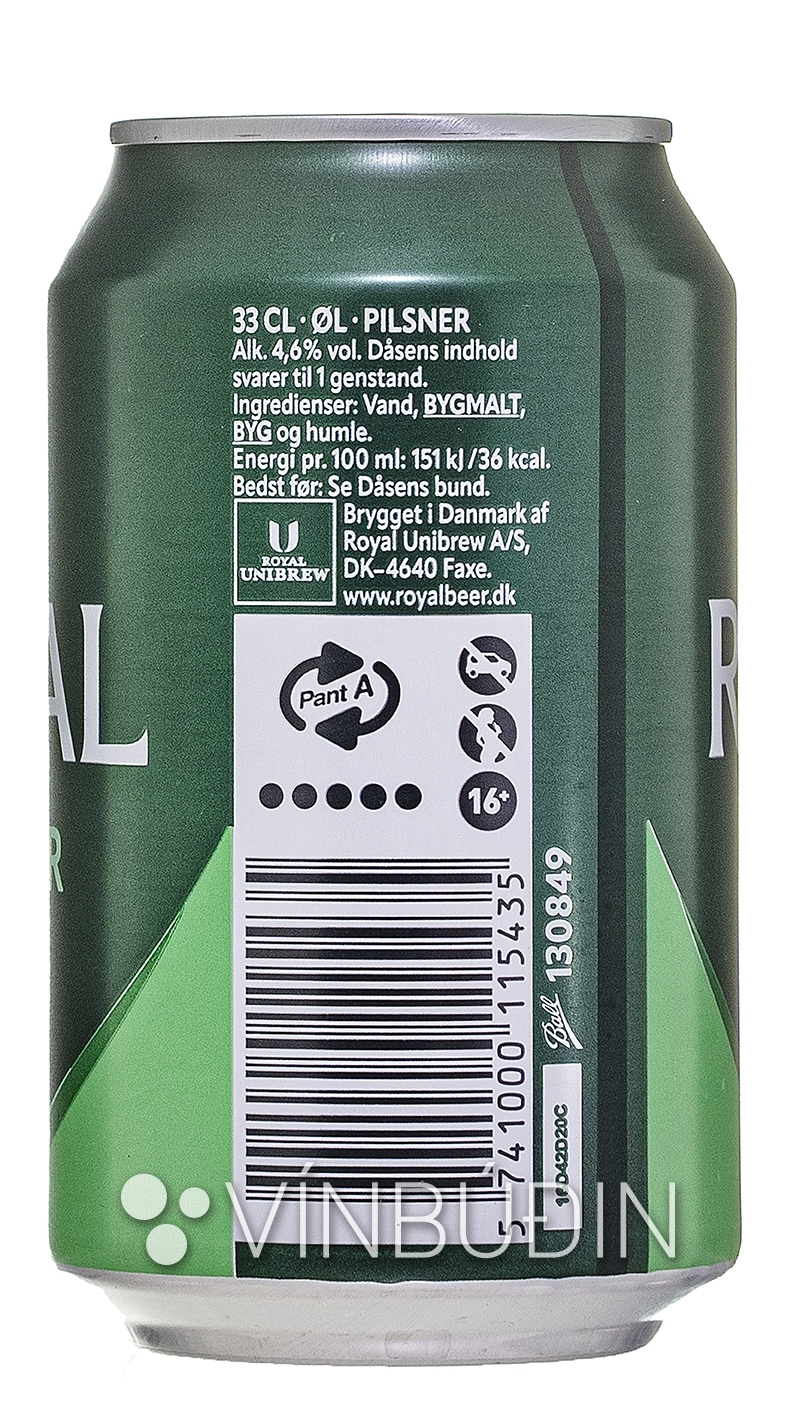 33 CL · ØL · PILSNER
Alk. 4,6% vol. Dåsens indhold
svarer til 1 genstand.
Ingredienser: Vand, BYGMALT,
BYG og humle.
Energi pr. 100 ml: 151 kJ /36 kcal.
Bedst før: Se Dåsens bund.
Brygget i Danmark af
Royal Unibrew A/S,
DK–4640 Faxe.
www.royalbeer.dk
ROYAL
UNIBREW
AL
R
R
Pant A
16+
5 741000 115435
Ball 130849
VÍNBÚÐIN